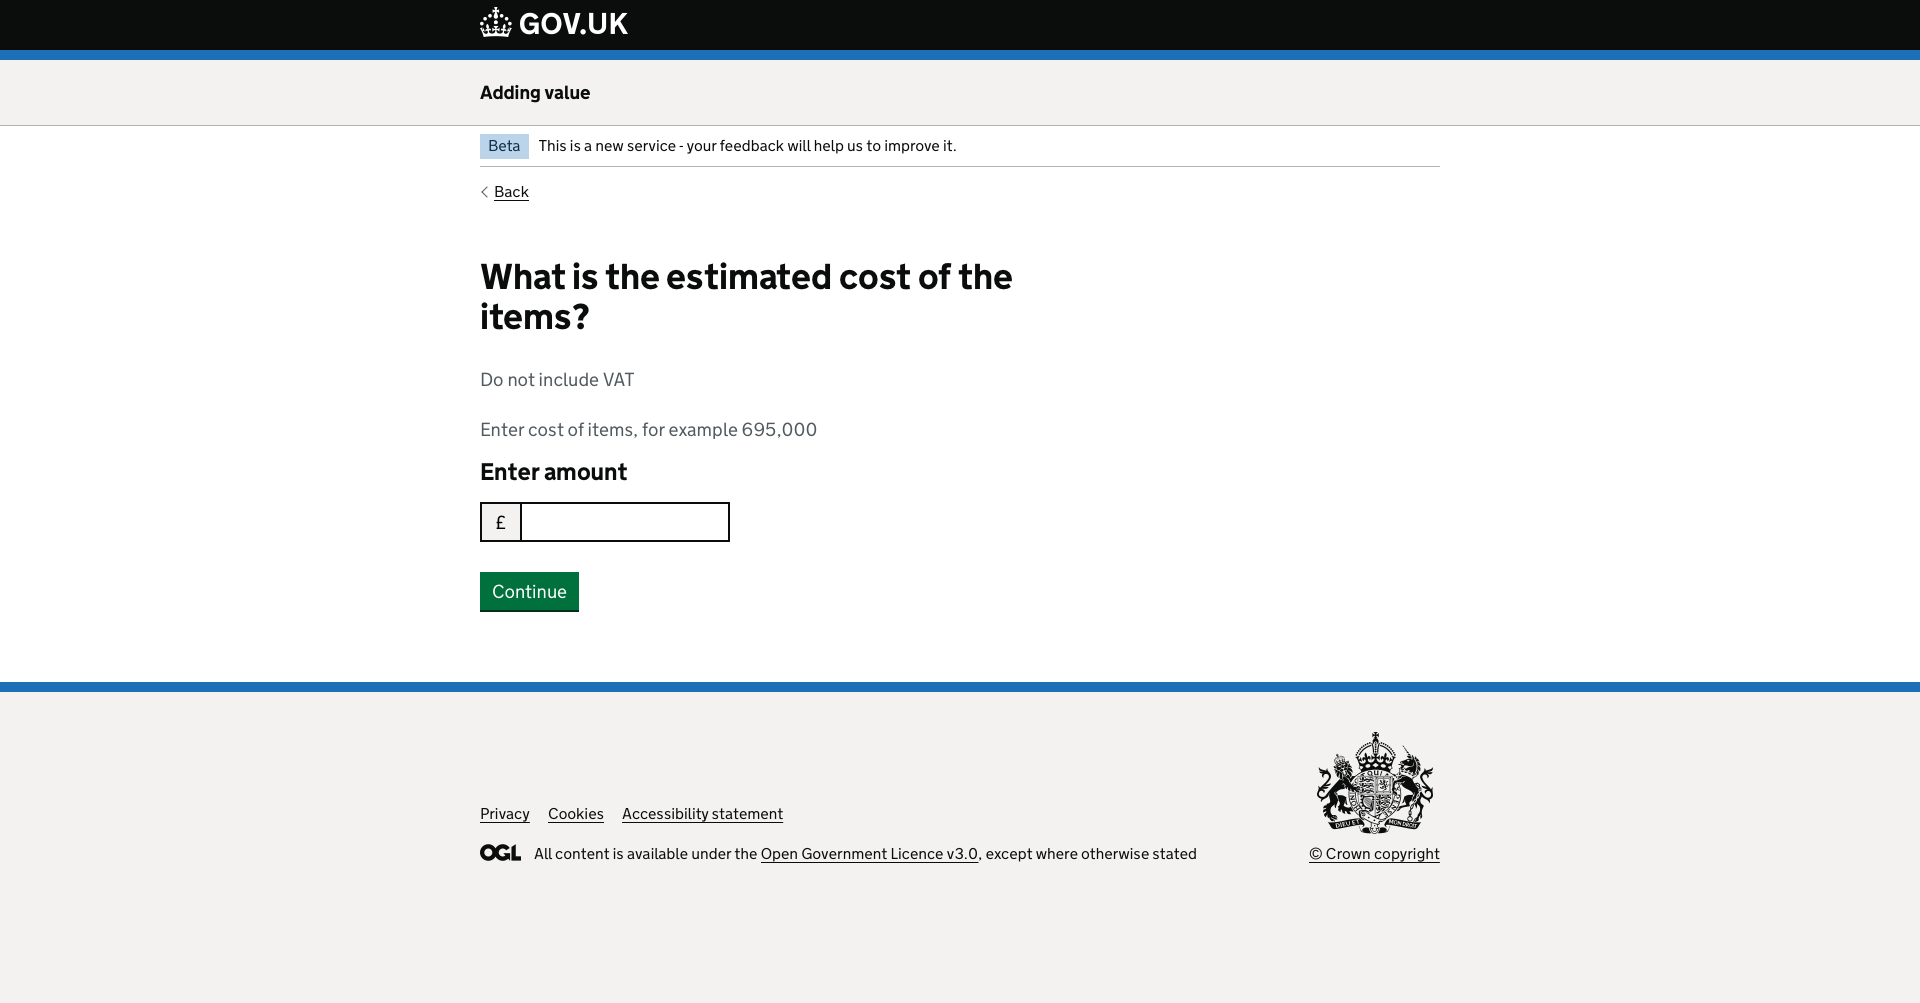 GOV.UK
Adding value
Beta This is a new service - your feedback will help us to improve it.
Back
What is the estimated cost of the
items?
Do not include VAT
Enter cost of items, for example 695,000
Enter amount
£
Continue
Privacy Cookies Accessibility statement
OGL All content is available under the Open Government Licence v3.0, except where otherwise stated
© Crown copyright